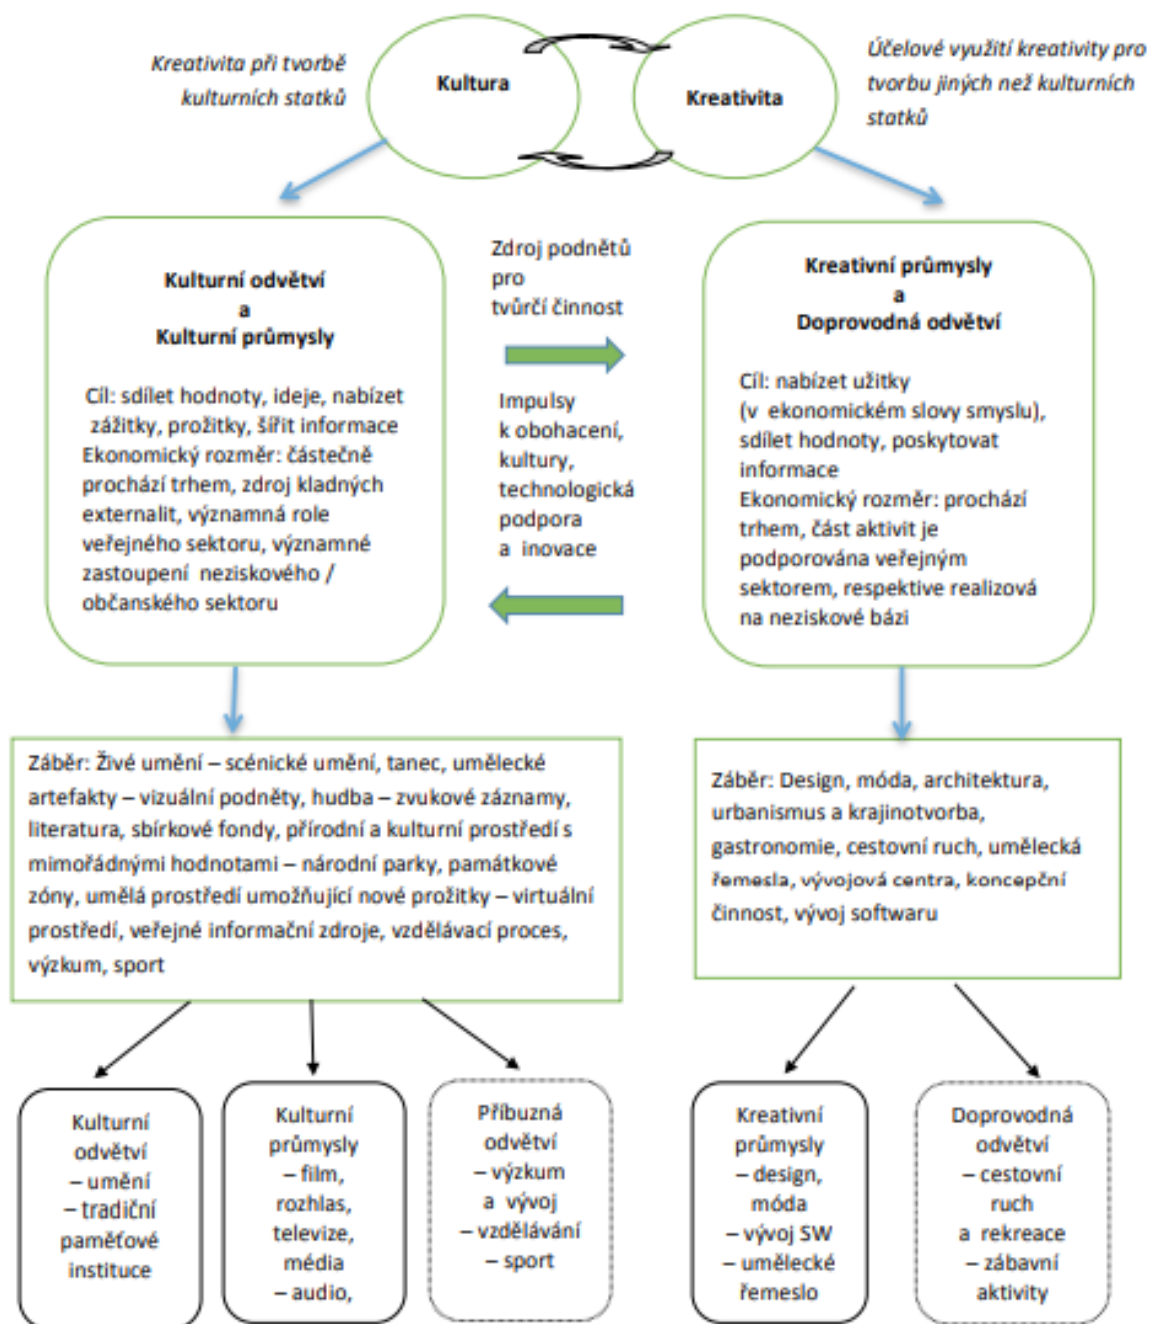 Kreativita při tvorbě
kulturních statků
Kultura
Kreativita
Účelové využití kreativity pro
tvorbu jiných než kulturních
statků
Kulturní odvětví
a
Kulturní průmysly
Cíl: sdílet hodnoty, ideje, nabízet
zážitky, prožitky, šířit informace
Ekonomický rozměr: částečně
prochází trhem, zdroj kladných
externalit, významná role
veřejného sektoru, významné
zastoupení neziskového /
občanského sektoru
Zdroj podnětů
pro
tvůrčí činnost
Impulsy
k obohacení,
kultury,
technologická
podpora
a inovace
Kreativní průmysly
a
Doprovodná odvětví
Cíl: nabízet užitky
(v ekonomickém slovy smyslu),
sdílet hodnoty, poskytovat
informace
Ekonomický rozměr: prochází
trhem, část aktivit je
podporována veřejným
sektorem, respektive realizová
na neziskové bázi
Záběr: Živé umění – scénické umění, tanec, umělecké
artefakty – vizuální podněty, hudba – zvukové záznamy,
literatura, sbírkové fondy, přírodní a kulturní prostředí s
mimořádnými hodnotami – národní parky, památkové
zóny, umělá prostředí umožňující nové prožitky – virtuální
prostředí, veřejné informační zdroje, vzdělávací proces,
výzkum, sport
Záběr: Design, móda, architektura,
urbanismus a krajinotvorba,
gastronomie, cestovní ruch, umělecká
řemesla, vývojová centra, koncepční
činnost, vývoj softwaru
Kulturní
odvětví
– umění
– tradiční
paměťové
instituce
Kulturní
průmysly
– film,
rozhlas,
televize,
média
– audio,
Příbuzná
odvětví
– výzkum
a vývoj
– vzdělávání
– sport
Kreativní
průmysly
– design,
móda
– vývoj SW
– umělecké
řemeslo
Doprovodná
odvětví
– cestovní
ruch
a rekreace
– zábavní
aktivity